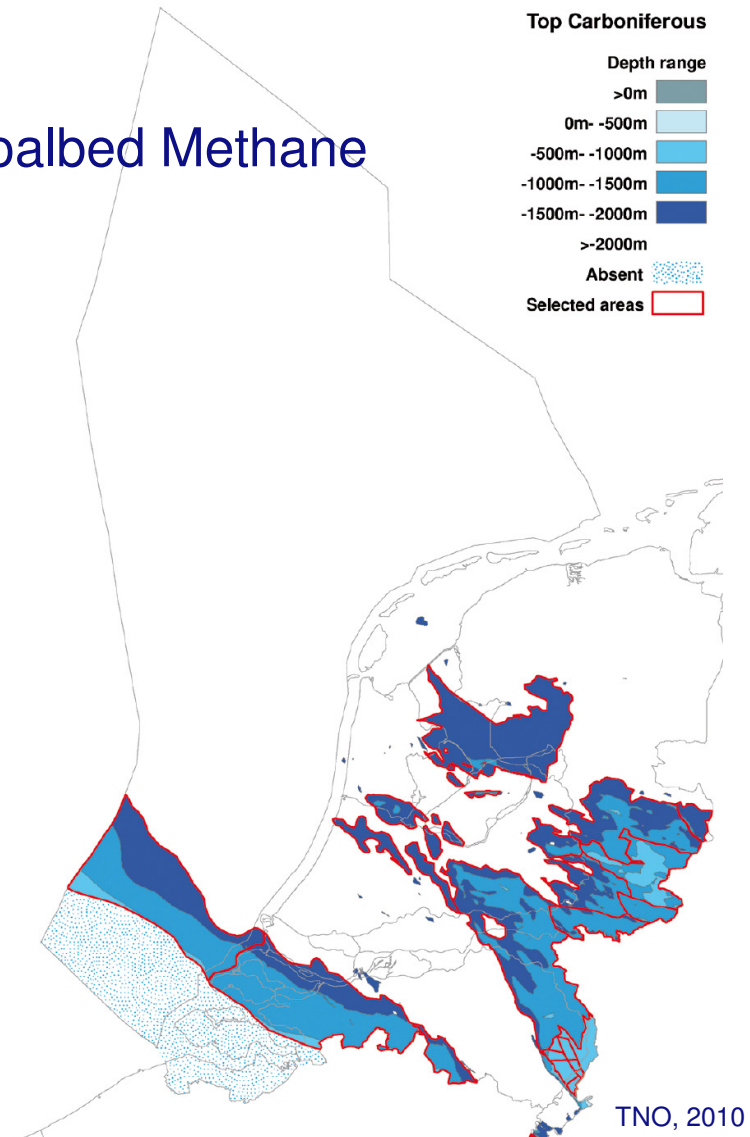 Top Carboniferous
Depth range
>0m
0m- -500m
-500m- -1000m
-1000m- -1500m
-1500m- -2000m
>-2000m
Absent
Selected areas
oalbed Methane
TNO, 2010